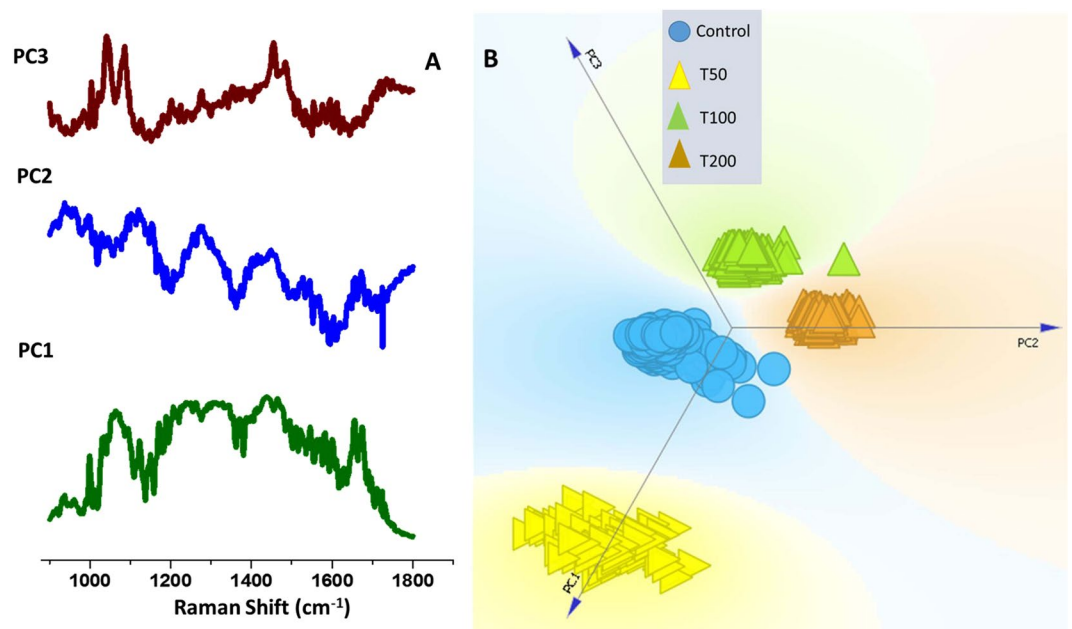 PC3
A
PC2
PC1
1000 1200 1400 1600 1800
Raman Shift (cm-1)
B
Control
T50
T100
T200
PC3
PC2
PC1